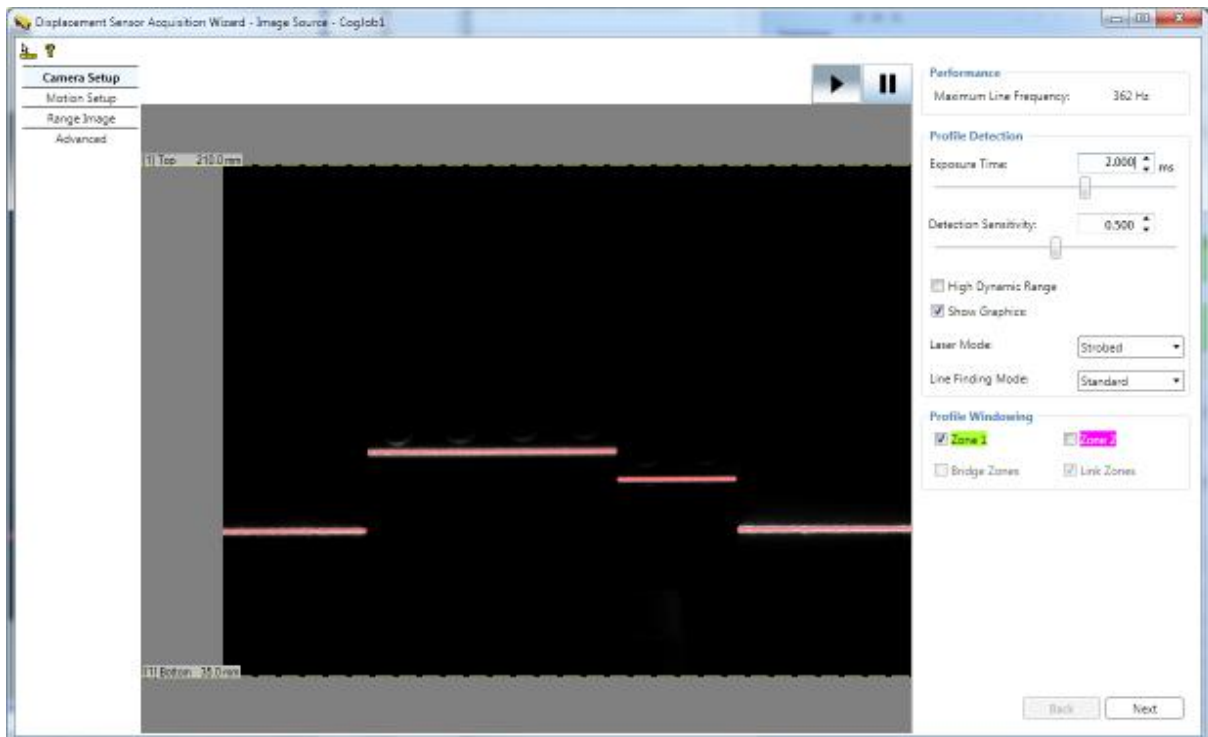 Displacement Sensor Acquisition Wizard - Image Source - CogJob1
Camera Setup
Motion Setup
Range Image
Advanced
[1] Top 210.0 mm
[1] Bottom 35.0 mm
Performance
Maximum Line Frequency: 362 Hz
Profile Detection
Exposure Time: 2.000 ms
Detection Sensitivity: 0.500
High Dynamic Range
Show Graphics
Laser Mode: Strobed
Line Finding Mode: Standard
Profile Windowing
Zone 1 Zone 2
Bridge Zones Link Zones
Back Next